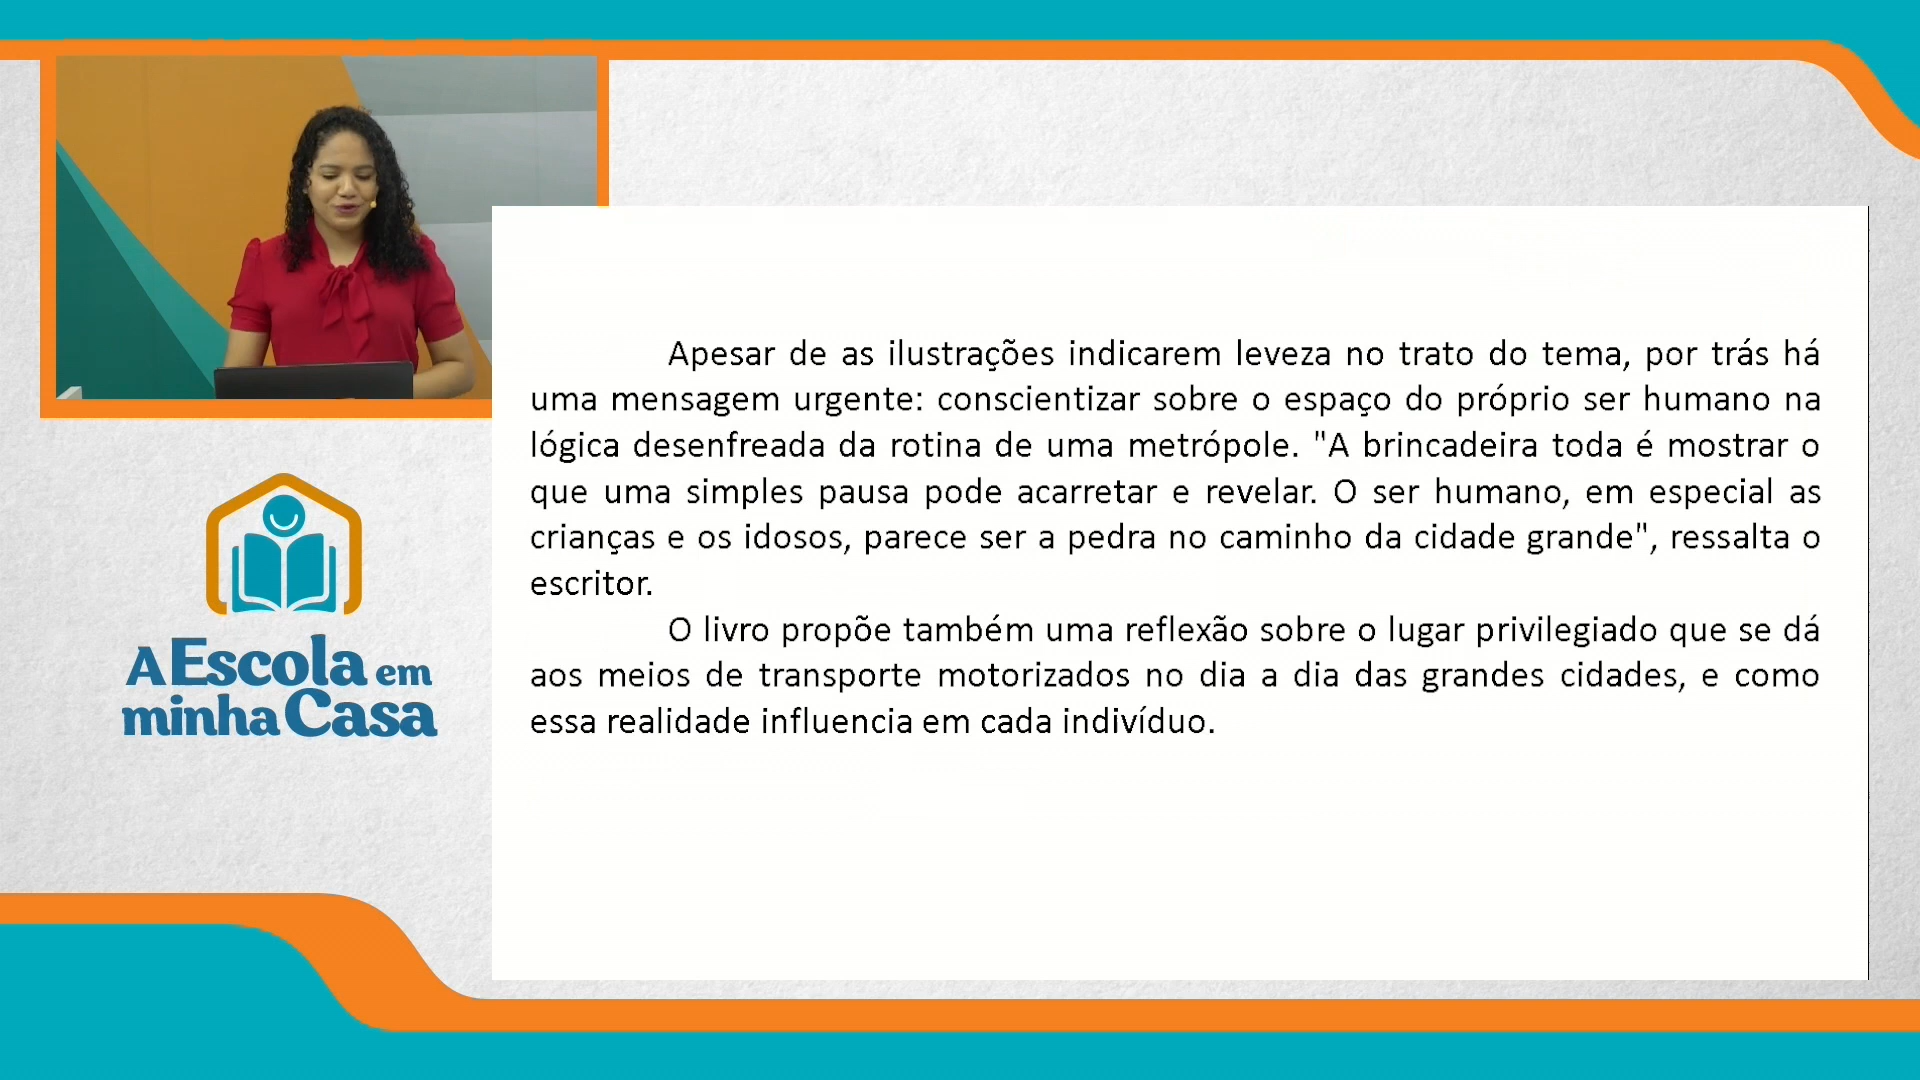 Apesar de as ilustrações indicarem leveza no trato do tema, por trás há
uma mensagem urgente: conscientizar sobre o espaço do próprio ser humano na
lógica desenfreada da rotina de uma metrópole. "A brincadeira toda é mostrar o
que uma simples pausa pode acarretar e revelar. O ser humano, em especial as
crianças e os idosos, parece ser a pedra no caminho da cidade grande", ressalta o
escritor.
O livro propõe também uma reflexão sobre o lugar privilegiado que se dá
aos meios de transporte motorizados no dia a dia das grandes cidades, e como
essa realidade influencia em cada indivíduo.
A Escola em
minha Casa